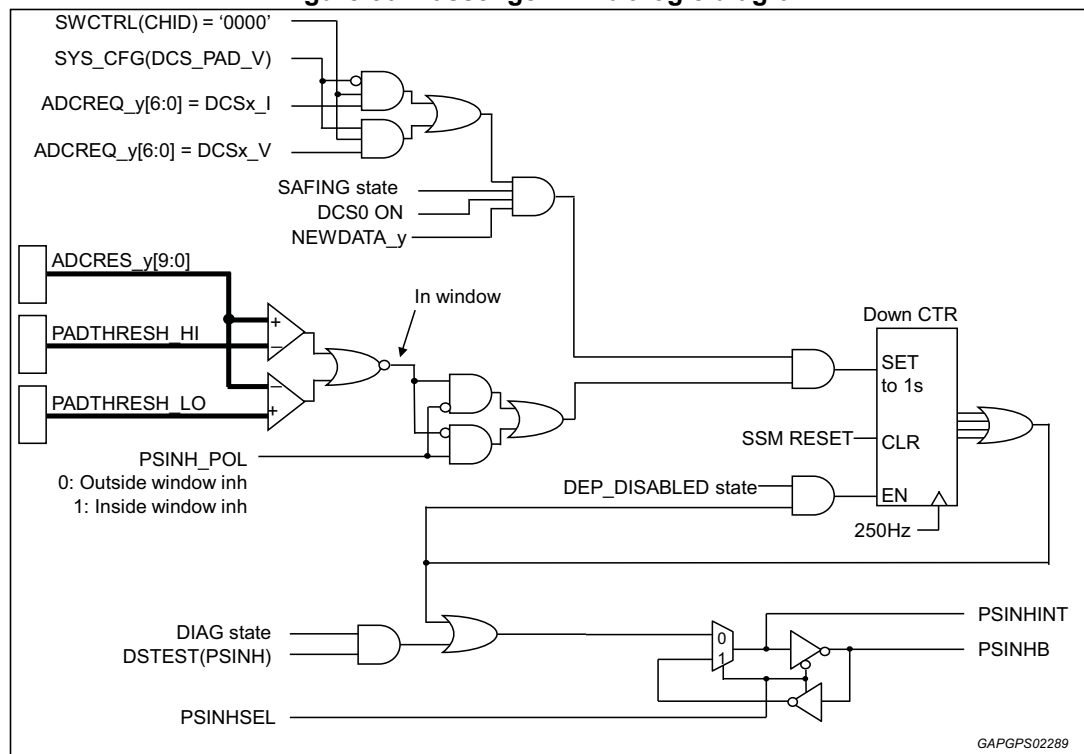 SWCTRL(CHID) = ‘0000’
SYS_CFG(DCS_PAD_V)
ADCREQ_y[6:0] = DCSx_I
ADCREQ_y[6:0] = DCSx_V
SAFING state
DCS0 ON
NEWDATA_y
ADCRES_y[9:0]
In window
PADTHRESH_HI
+
−
Down CTR
SET
to 1s
PADTHRESH_LO
−
+
SSM RESET
CLR
PSINH_POL
0: Outside window inh
1: Inside window inh
DEP_DISABLED state
EN
250Hz
DIAG state
DSTEST(PSINH)
0
1
PSINHINT
PSINHB
PSINHSEL
GAPGPS02289